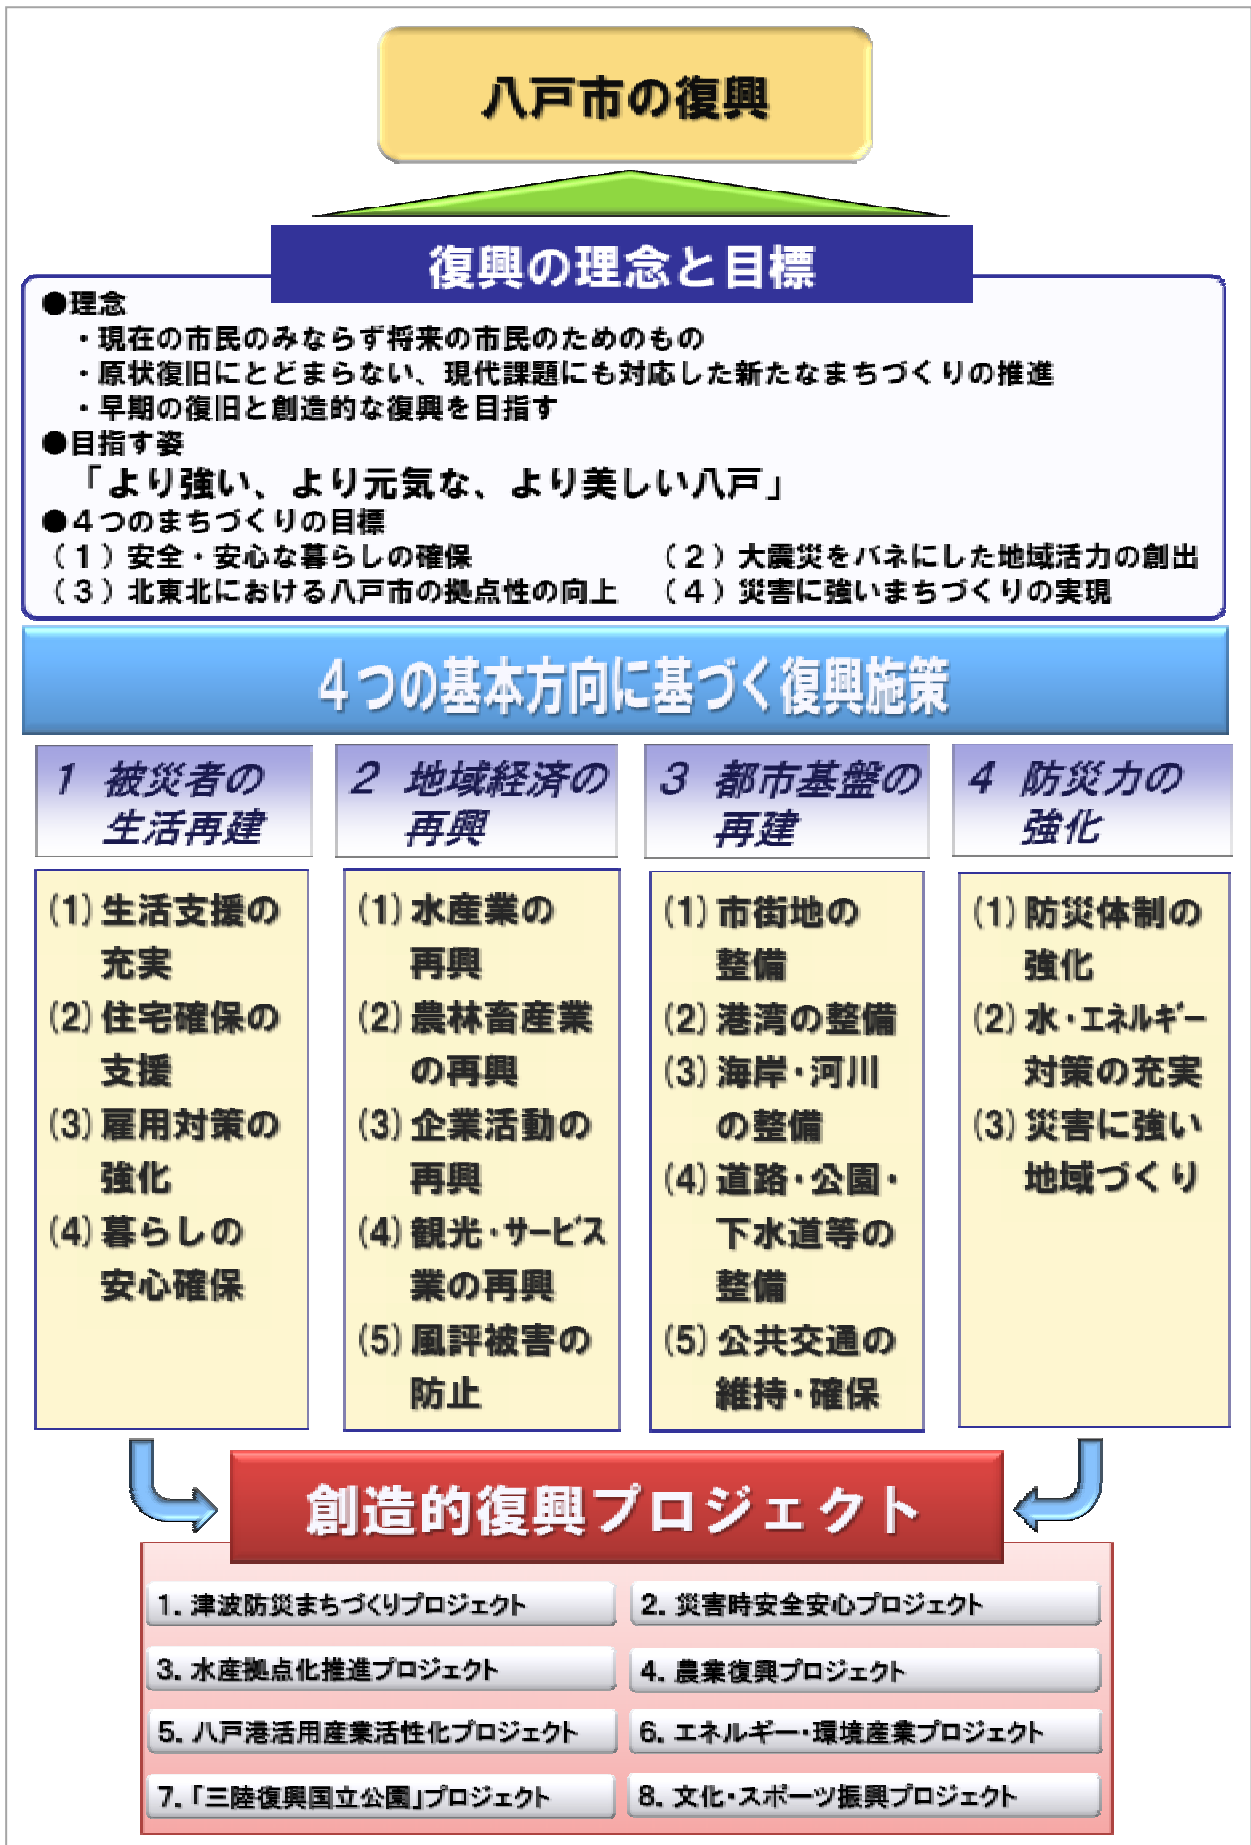 八戸市の復興
復興の理念と目標
●理念
・現在の市民のみならず将来の市民のためのもの
・原状復旧にとどまらない、現代課題にも対応した新たなまちづくりの推進
・早期の復旧と創造的な復興を目指す
●目指す姿
「より強い、より元気な、より美しい八戸」
●４つのまちづくりの目標
（１）安全・安心な暮らしの確保　（２）大震災をバネにした地域活力の創出
（３）北東北における八戸市の拠点性の向上　（４）災害に強いまちづくりの実現
４つの基本方向に基づく復興施策
1 被災者の
生活再建
(1) 生活支援の
充実
(2) 住宅確保の
支援
(3) 雇用対策の
強化
(4) 暮らしの
安心確保
2 地域経済の
再興
(1) 水産業の
再興
(2) 農林畜産業
の再興
(3) 企業活動の
再興
(4) 観光・サービス
業の再興
(5) 風評被害の
防止
3 都市基盤の
再建
(1) 市街地の
整備
(2) 港湾の整備
(3) 海岸・河川
の整備
(4) 道路・公園・
下水道等の
整備
(5) 公共交通の
維持・確保
4 防災力の
強化
(1) 防災体制の
強化
(2) 水・エネルギー
対策の充実
(3) 災害に強い
地域づくり
創造的復興プロジェクト
1. 津波防災まちづくりプロジェクト
2. 災害時安全安心プロジェクト
3. 水産拠点化推進プロジェクト
4. 農業復興プロジェクト
5. 八戸港活用産業活性化プロジェクト
6. エネルギー・環境産業プロジェクト
7. 「三陸復興国立公園」プロジェクト
8. 文化・スポーツ振興プロジェクト